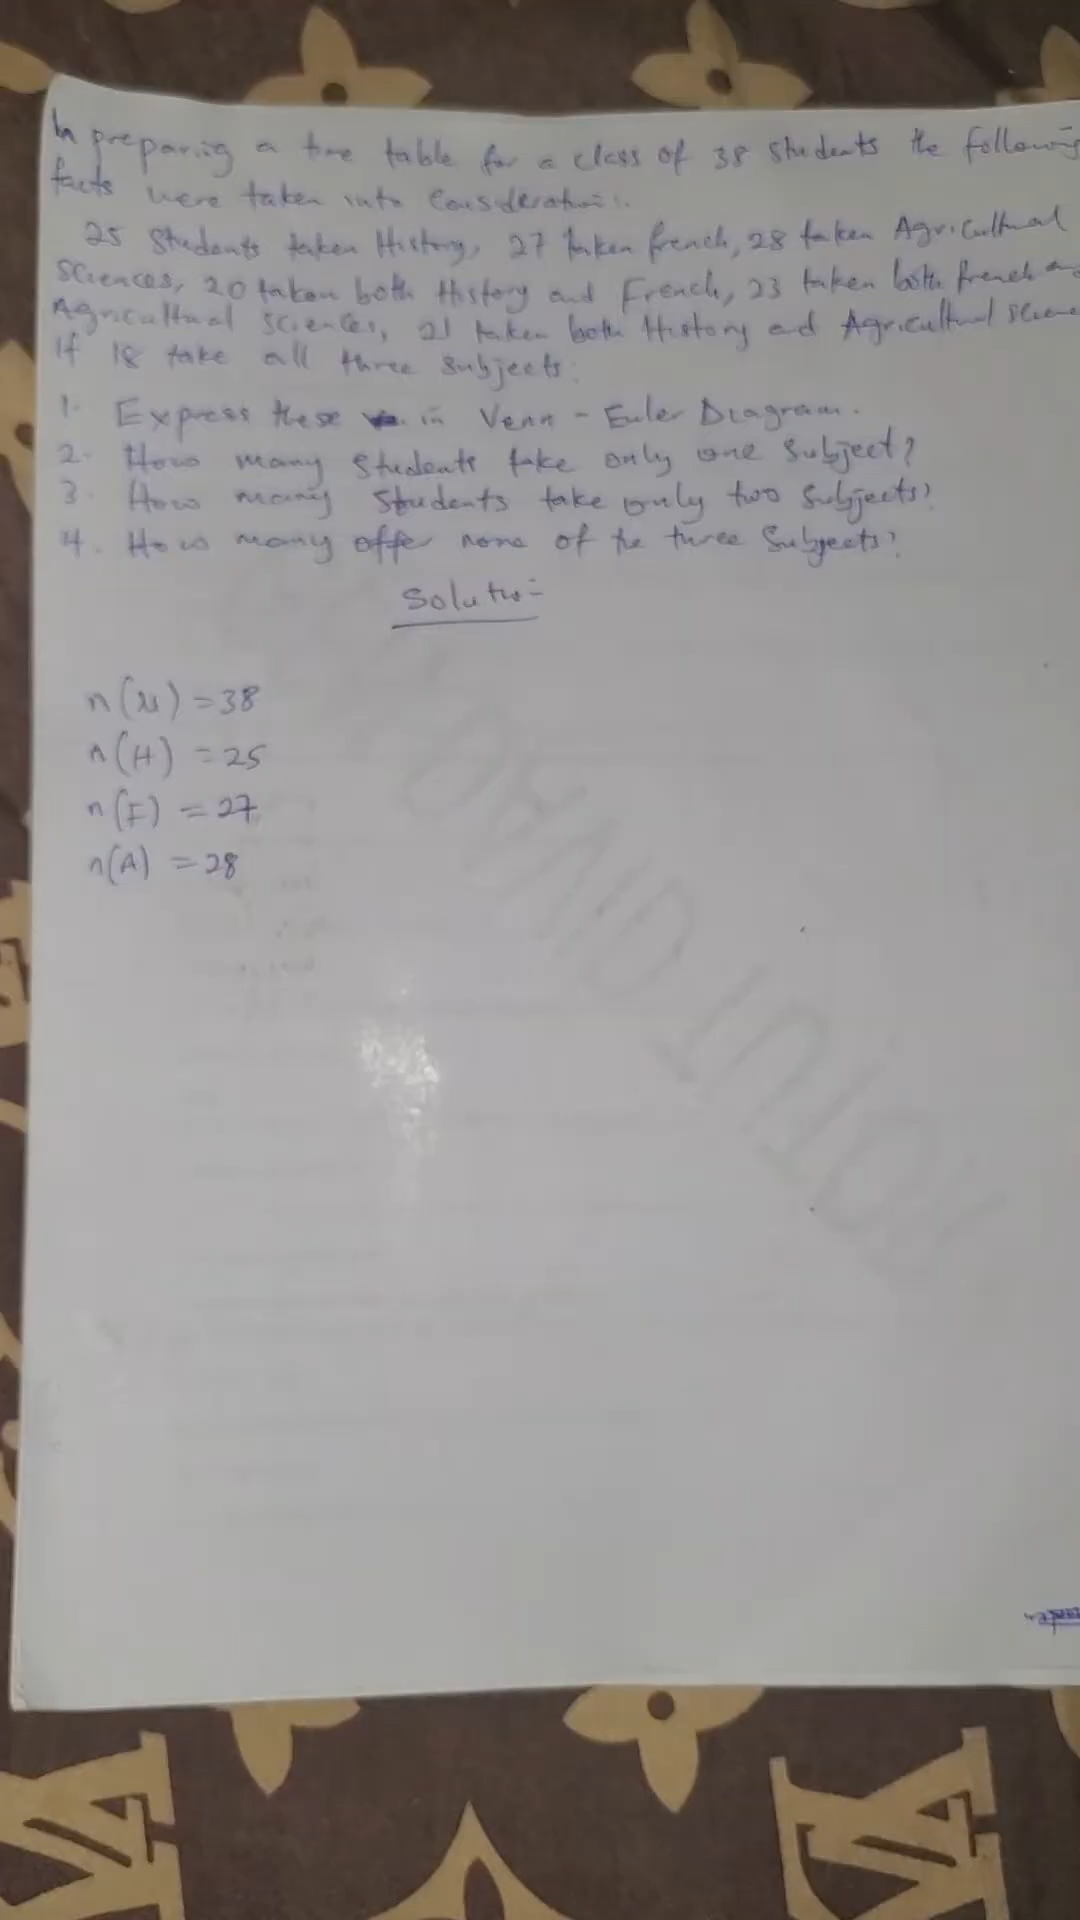 In preparing a time table for a class of 38 students the following
facts were taken into consideration:.
25 students taken History, 27 taken french, 28 taken Agricultural
Sciences, 20 taken both History and French, 23 taken both french and
Agricultural sciences, 21 taken both History and Agricultural science
If 18 take all three subjects:
1. Express these in Venn - Euler Diagram.
2. How many students take only one subject?
3. How many students take only two subjects?
4. How many offer none of the three subjects?
Solution
n(μ) = 38
n(H) = 25
n(F) = 27
n(A) = 28